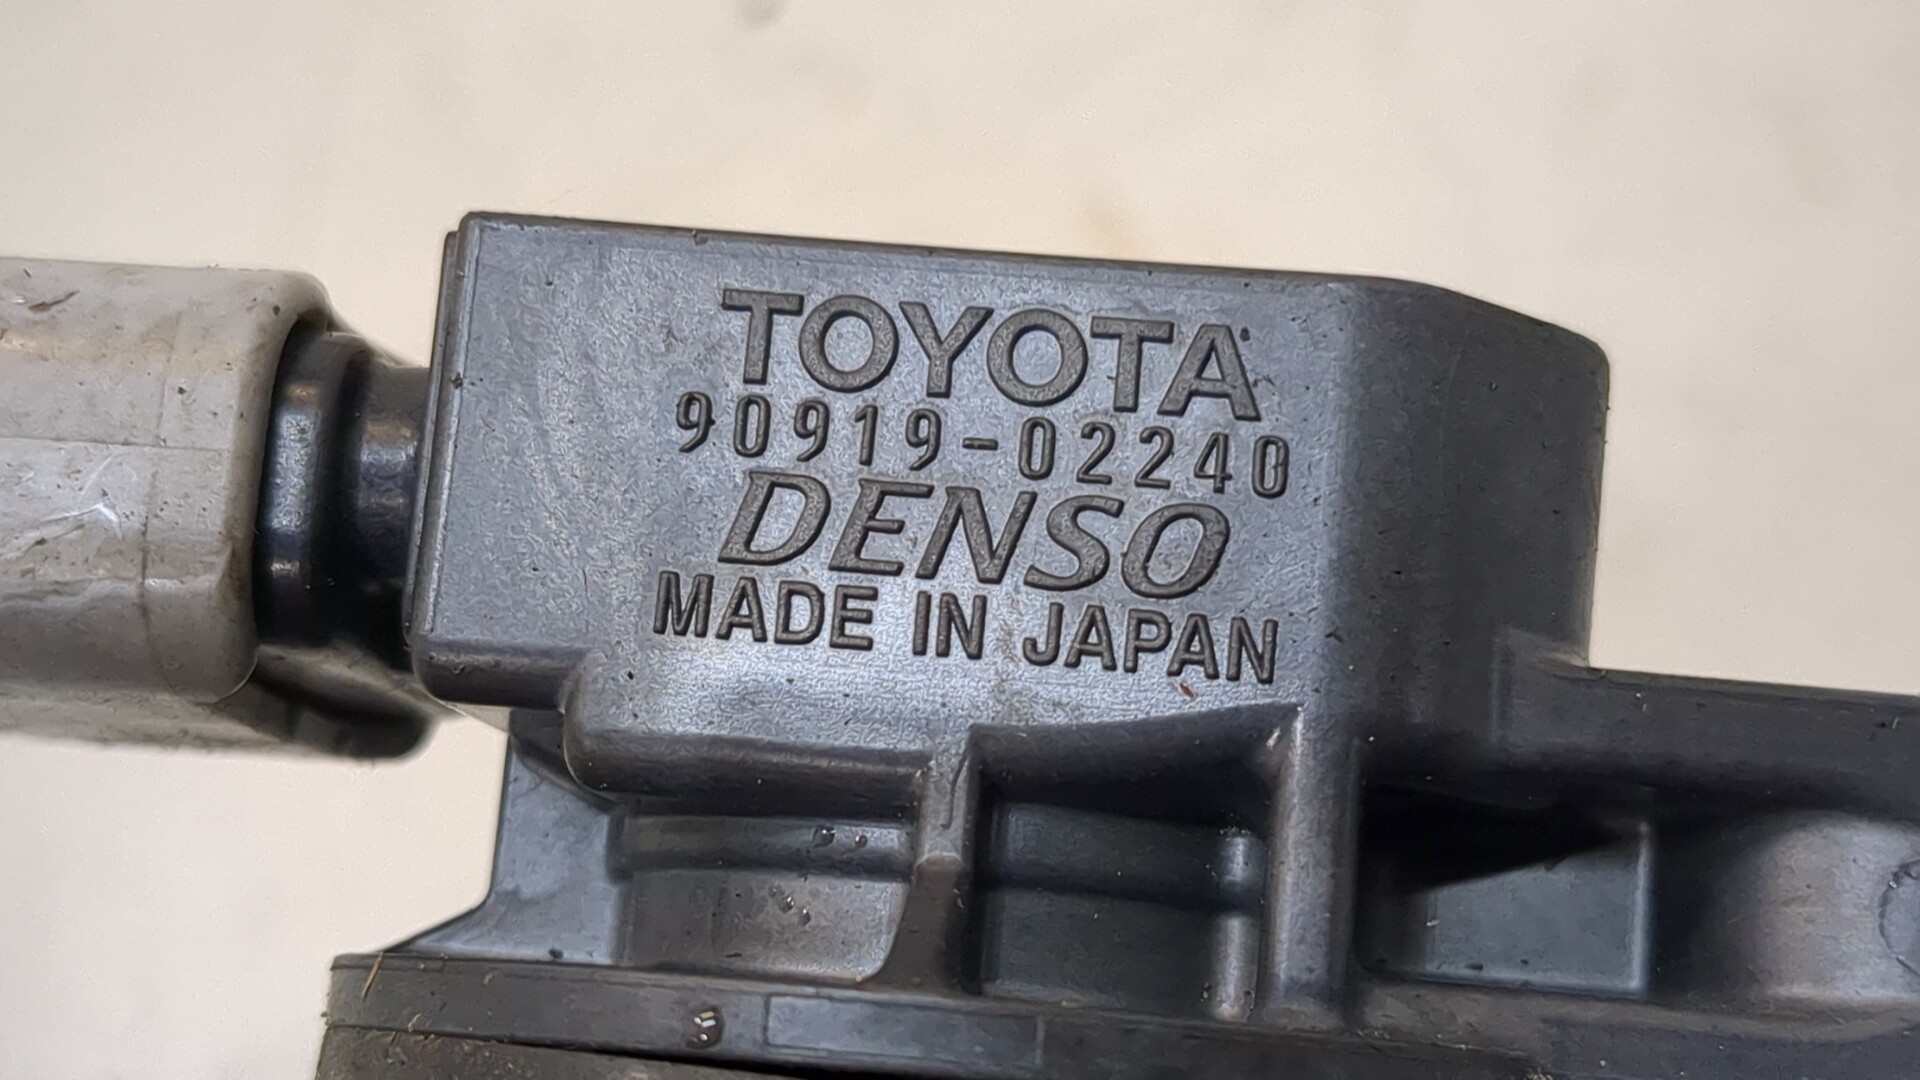 TOYOTA
90919-02240
DENSO
MADE IN JAPAN